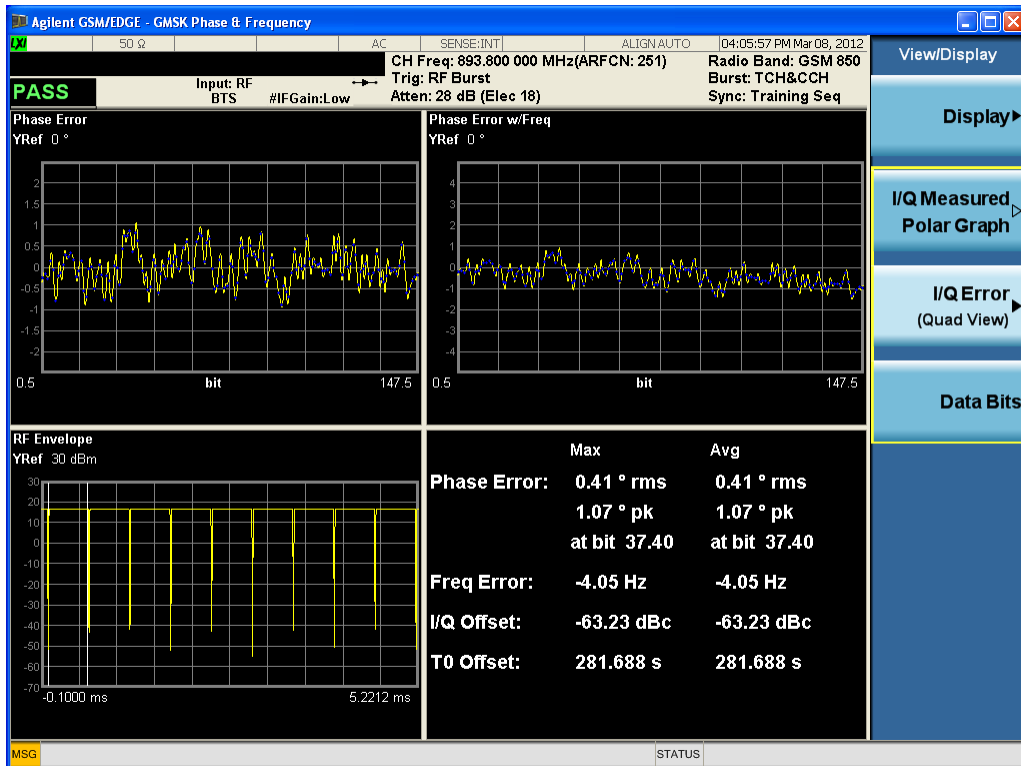 Agilent GSM/EDGE - GMSK Phase & Frequency
LXI
50 Ω
AC
SENSE:INT
ALIGN AUTO
04:05:57 PM Mar 08, 2012
CH Freq: 893.800 000 MHz(ARFCN: 251)
Radio Band: GSM 850
Trig: RF Burst
Burst: TCH&CCH
PASS
Input: RF
BTS
#IFGain:Low
Atten: 28 dB (Elec 18)
Sync: Training Seq
Phase Error
YRef 0 °
2
1.5
1
0.5
0
-0.5
-1
-1.5
-2
0.5
bit
147.5
Phase Error w/Freq
YRef 0 °
4
3
2
1
0
-1
-2
-3
-4
0.5
bit
147.5
RF Envelope
YRef 30 dBm
30
20
10
0
-10
-20
-30
-40
-50
-60
-70
-0.1000 ms
5.2212 ms
Max Avg
Phase Error: 0.41 ° rms 0.41 ° rms
1.07 ° pk 1.07 ° pk
at bit 37.40 at bit 37.40
Freq Error: -4.05 Hz -4.05 Hz
I/Q Offset: -63.23 dBc -63.23 dBc
T0 Offset: 281.688 s 281.688 s
View/Display
Display
I/Q Measured
Polar Graph
I/Q Error
(Quad View)
Data Bits
MSG
STATUS